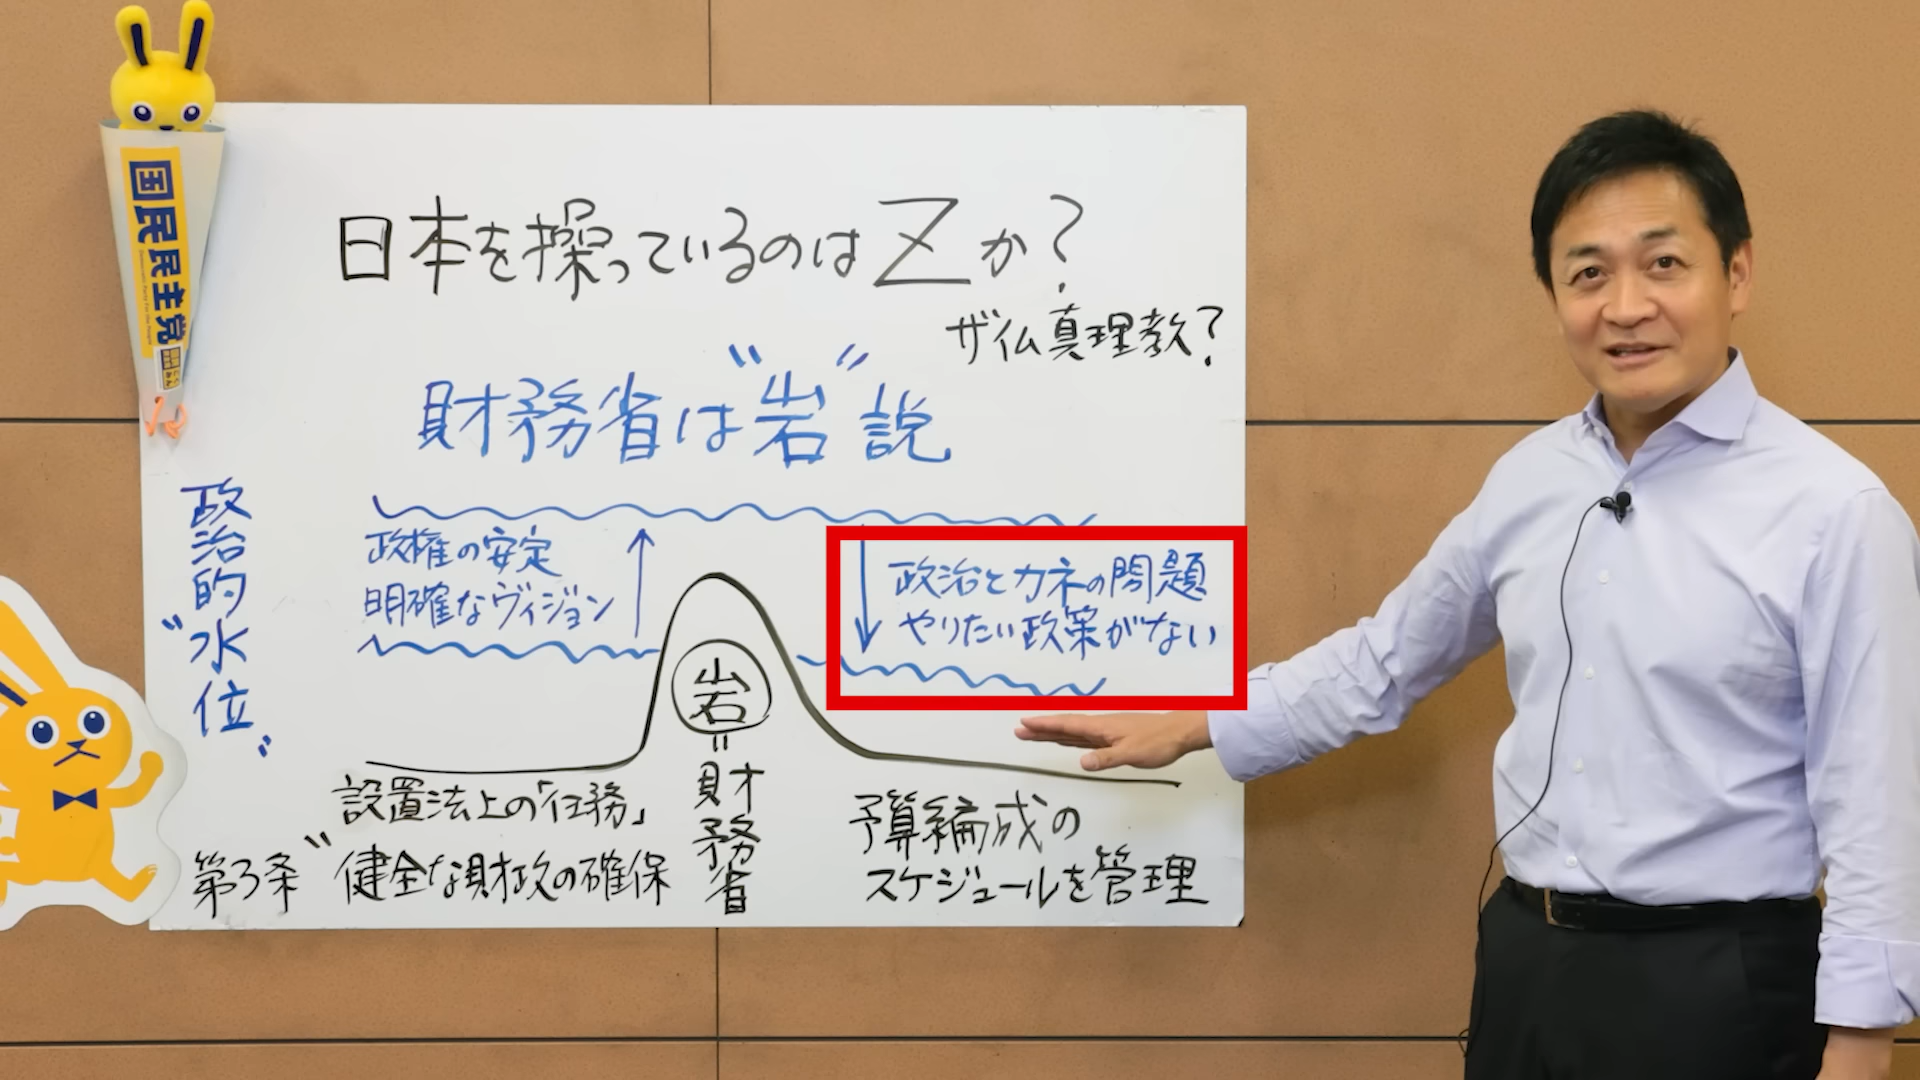 国民民主党
日本を操っているのはZか?
ザイム真理教?
財務省は"岩"説
政治的"水位"
政権の安定
明確なヴィジョン
政治とカネの問題
やりたい政策がない
岩
=
財務省
設置法上の「任務」
第3条 "健全な財政の確保
予算編成の
スケジュールを管理